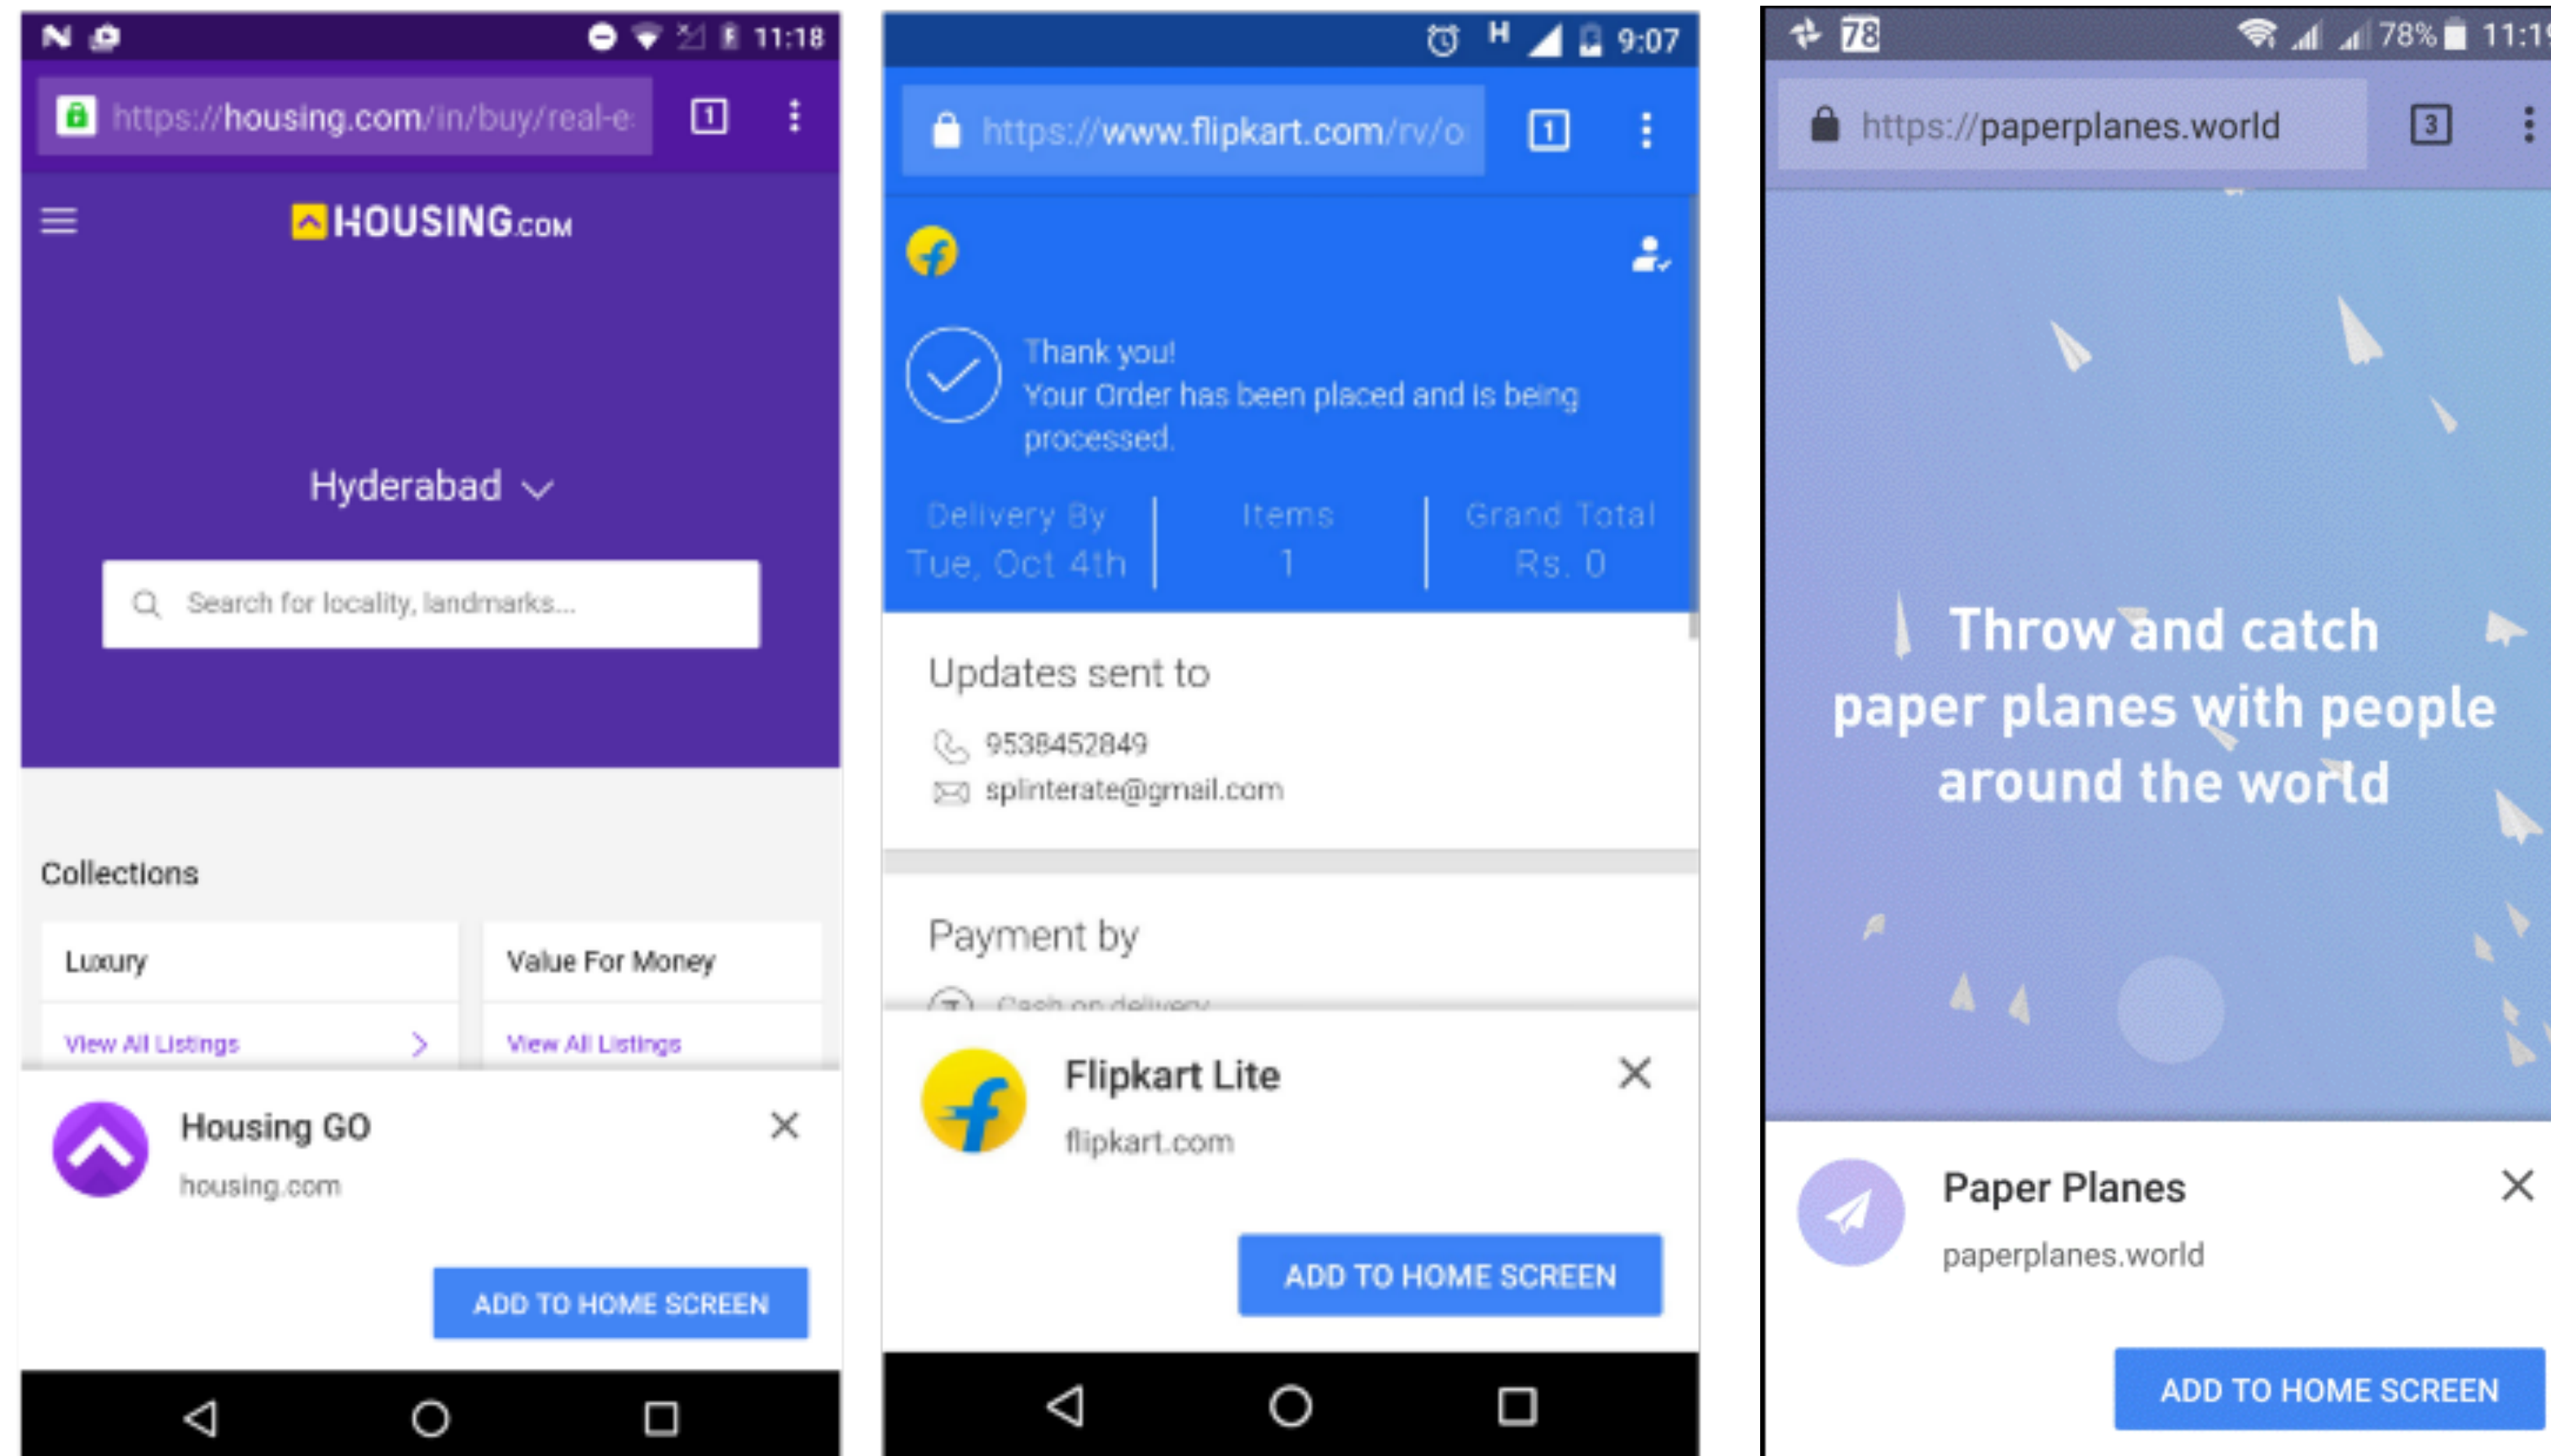 11:18
https://housing.com/in/buy/real-e
1
HOUSING.COM
Hyderabad
Search for locality, landmarks...
Collections
Luxury
Value For Money
View All Listings
View All Listings
Housing GO
housing.com
ADD TO HOME SCREEN
H 9:07
https://www.flipkart.com/rv/o
1
Thank you!
Your Order has been placed and is being
processed.
Delivery By
Items
Grand Total
Tue, Oct 4th
1
Rs. 0
Updates sent to
9538452849
splinterate@gmail.com
Payment by
Cash on delivery
Flipkart Lite
flipkart.com
ADD TO HOME SCREEN
78 78% 11:19
https://paperplanes.world
3
Throw and catch
paper planes with people
around the world
Paper Planes
paperplanes.world
ADD TO HOME SCREEN